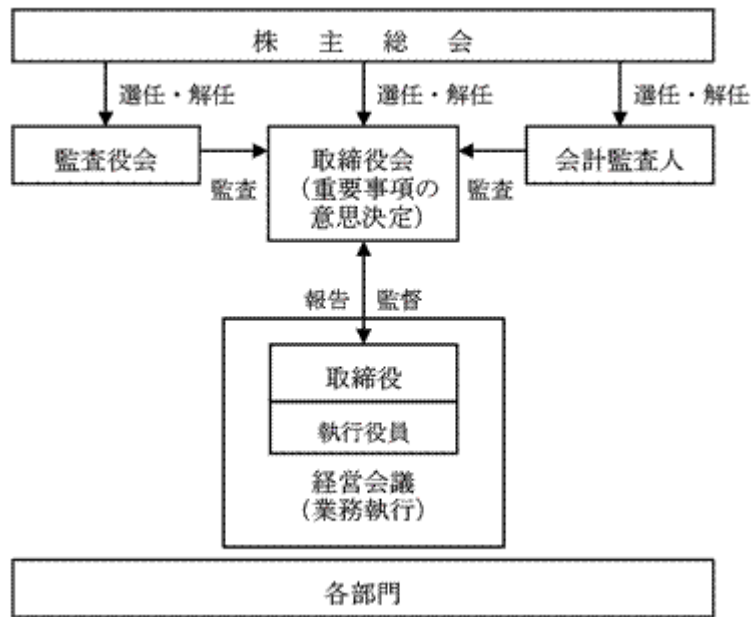 株主総会
選任・解任
選任・解任
選任・解任
監査役会
取締役会
(重要事項の
意思決定)
会計監査人
監査
監査
報告
監督
取締役
執行役員
経営会議
(業務執行)
各部門